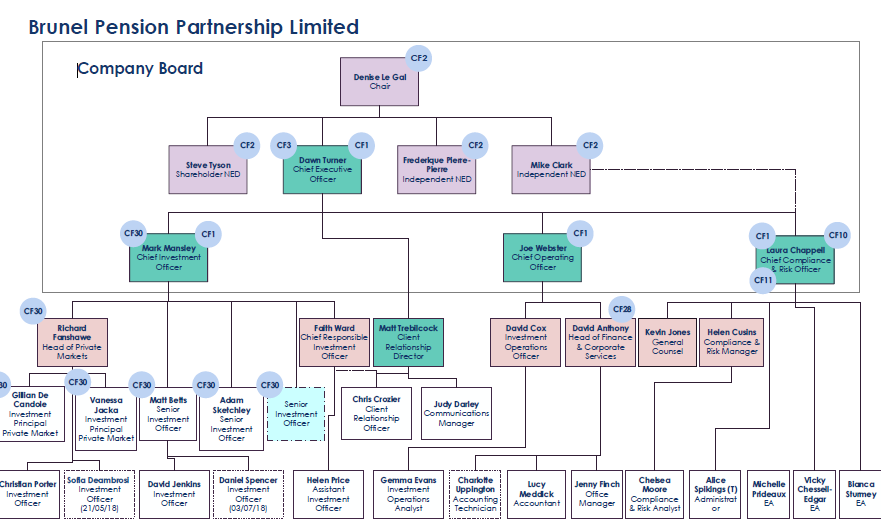 Brunel Pension Partnership Limited
Company Board
CF2
Denise Le Gal
Chair
CF2
Steve Tyson
Shareholder NED
CF3
CF1
Dawn Turner
Chief Executive
Officer
CF2
Frederique Pierre-
Pierre
Independent NED
CF2
Mike Clark
Independent NED
CF30
CF1
Mark Mansley
Chief Investment
Officer
CF1
Joe Webster
Chief Operating
Officer
CF1
CF10
Laura Chappell
Chief Compliance
& Risk Officer
CF11
CF30
Richard
Fanshawe
Head of Private
Markets
Faith Ward
Chief Responsible
Investment
Officer
Matt Trebilcock
Client
Relationship
Director
David Cox
Investment
Operations
Officer
CF28
David Anthony
Head of Finance
& Corporate
Services
Kevin Jones
General
Counsel
Helen Cusins
Compliance &
Risk Manager
30
Gillian De
Candole
Investment
Principal
Private Market
CF30
Vanessa
Jacka
Investment
Principal
Private Market
CF30
Matt Betts
Senior
Investment
Officer
CF30
Adam
Sketchley
Senior
Investment
Officer
CF30
Senior
Investment
Officer
Chris Crozier
Client
Relationship
Officer
Judy Darley
Communications
Manager
Christian Porter
Investment
Officer
Sofia Deambrosi
Investment
Officer
(21/05/18)
David Jenkins
Investment
Officer
Daniel Spencer
Investment
Officer
(03/07/18)
Helen Price
Assistant
Investment
Officer
Gemma Evans
Investment
Operations
Analyst
Charlotte
Uppington
Accounting
Technician
Lucy
Meddick
Accountant
Jenny Finch
Office
Manager
Chelsea
Moore
Compliance
& Risk Analyst
Alice
Spikings (T)
Administrat
or
Michelle
Prideaux
EA
Vicky
Chessell-
Edgar
EA
Bianca
Sturney
EA